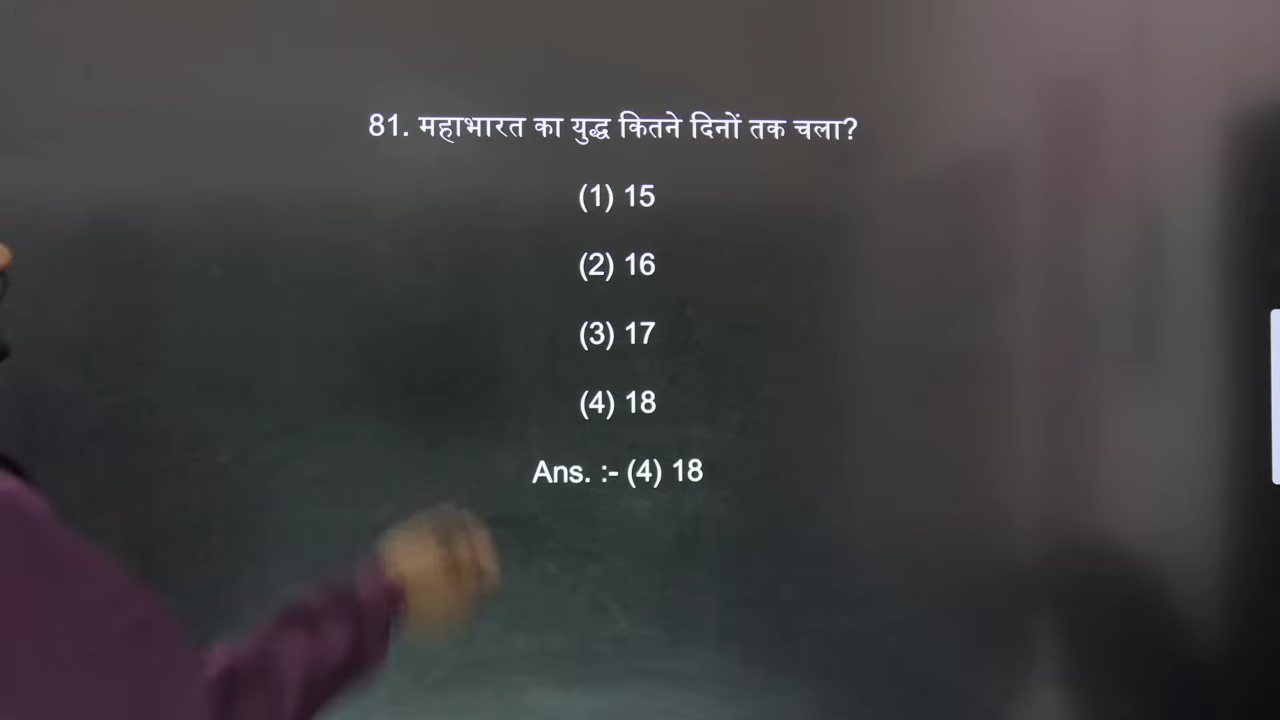 81. महाभारत का युद्ध कितने दिनों तक चला?
(1) 15
(2) 16
(3) 17
(4) 18
Ans. :- (4) 18